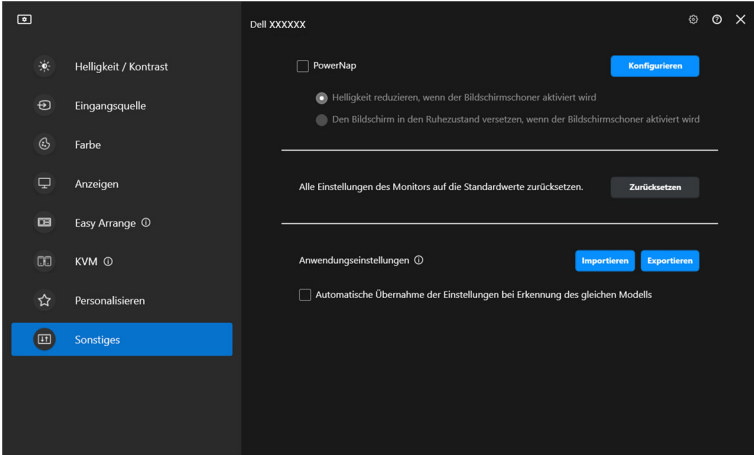 Dell XXXXXX
Helligkeit / Kontrast
Eingangsquelle
Farbe
Anzeigen
Easy Arrange
KVM
Personalisieren
Sonstiges
PowerNap
Konfigurieren
Helligkeit reduzieren, wenn der Bildschirmschoner aktiviert wird
Den Bildschirm in den Ruhezustand versetzen, wenn der Bildschirmschoner aktiviert wird
Alle Einstellungen des Monitors auf die Standardwerte zurücksetzen.
Zurücksetzen
Anwendungseinstellungen
Importieren
Exportieren
Automatische Übernahme der Einstellungen bei Erkennung des gleichen Modells